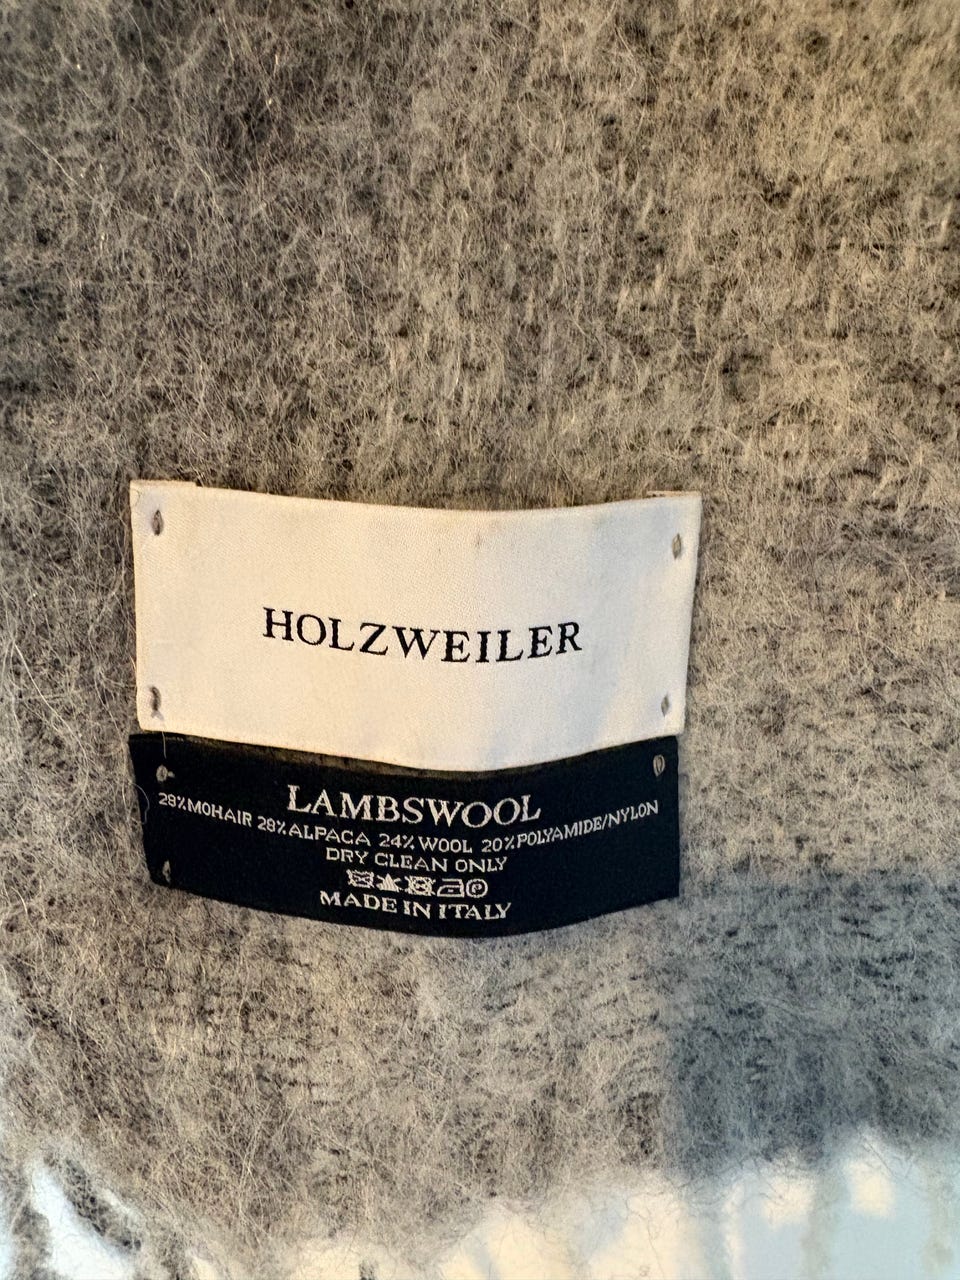 HOLZWEILER
LAMBSWOOL
28%MOHAIR 28%ALPACA 24%WOOL 20%POLYAMIDE/NYLON
DRY CLEAN ONLY
MADE IN ITALY